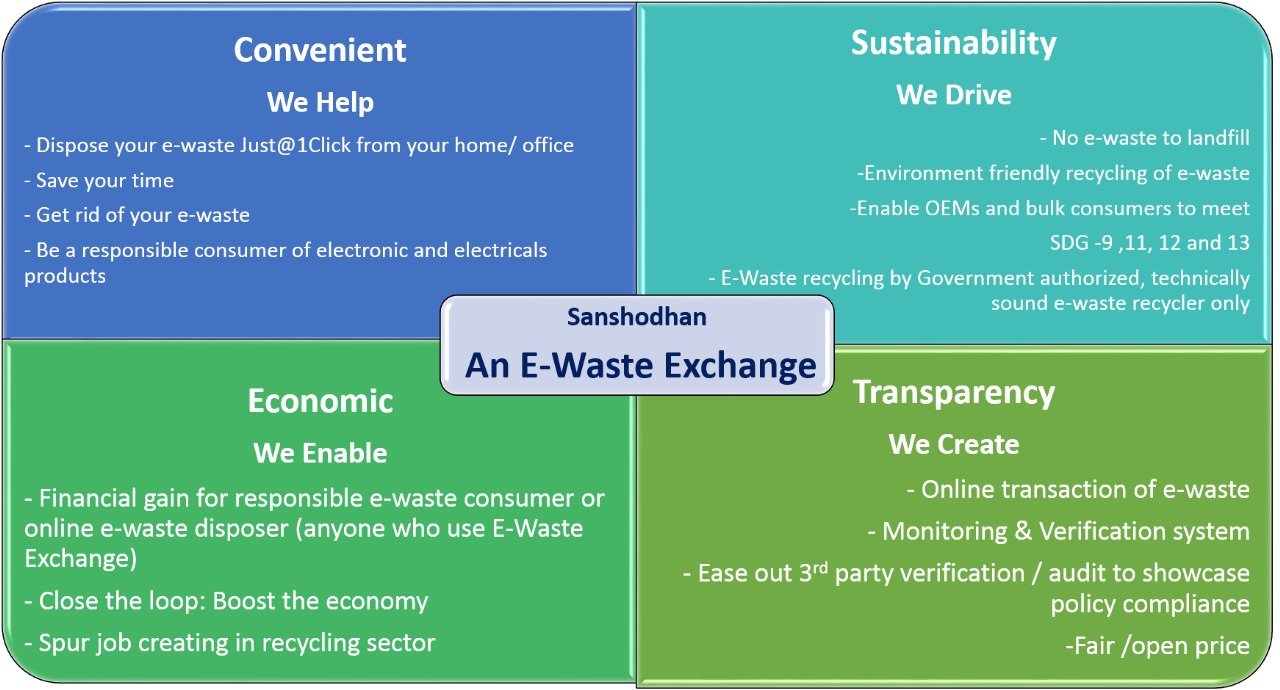 Convenient
We Help
- Dispose your e-waste Just@1Click from your home/ office
- Save your time
- Get rid of your e-waste
- Be a responsible consumer of electronic and electricals
products
Sustainability
We Drive
- No e-waste to landfill
-Environment friendly recycling of e-waste
-Enable OEMs and bulk consumers to meet
SDG -9 ,11, 12 and 13
- E-Waste recycling by Government authorized, technically
sound e-waste recycler only
Sanshodhan
An E-Waste Exchange
Economic
We Enable
- Financial gain for responsible e-waste consumer or
online e-waste disposer (anyone who use E-Waste
Exchange)
- Close the loop: Boost the economy
- Spur job creating in recycling sector
Transparency
We Create
- Online transaction of e-waste
- Monitoring & Verification system
- Ease out 3rd party verification / audit to showcase
policy compliance
-Fair /open price